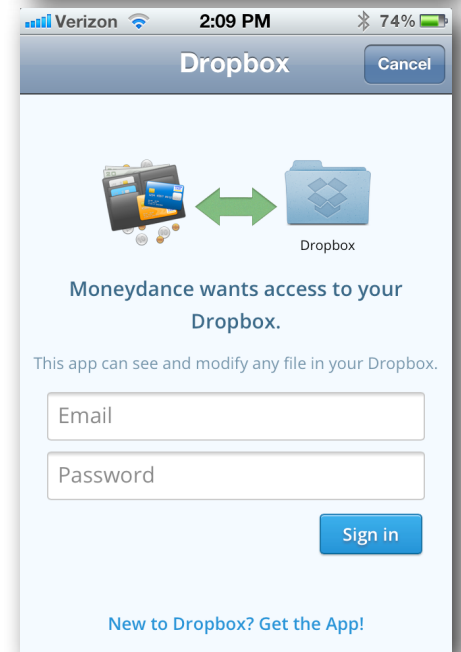 Verizon 2:09 PM 74%
Dropbox Cancel
Dropbox
Moneydance wants access to your
Dropbox.
This app can see and modify any file in your Dropbox.
Email
Password
Sign in
New to Dropbox? Get the App!